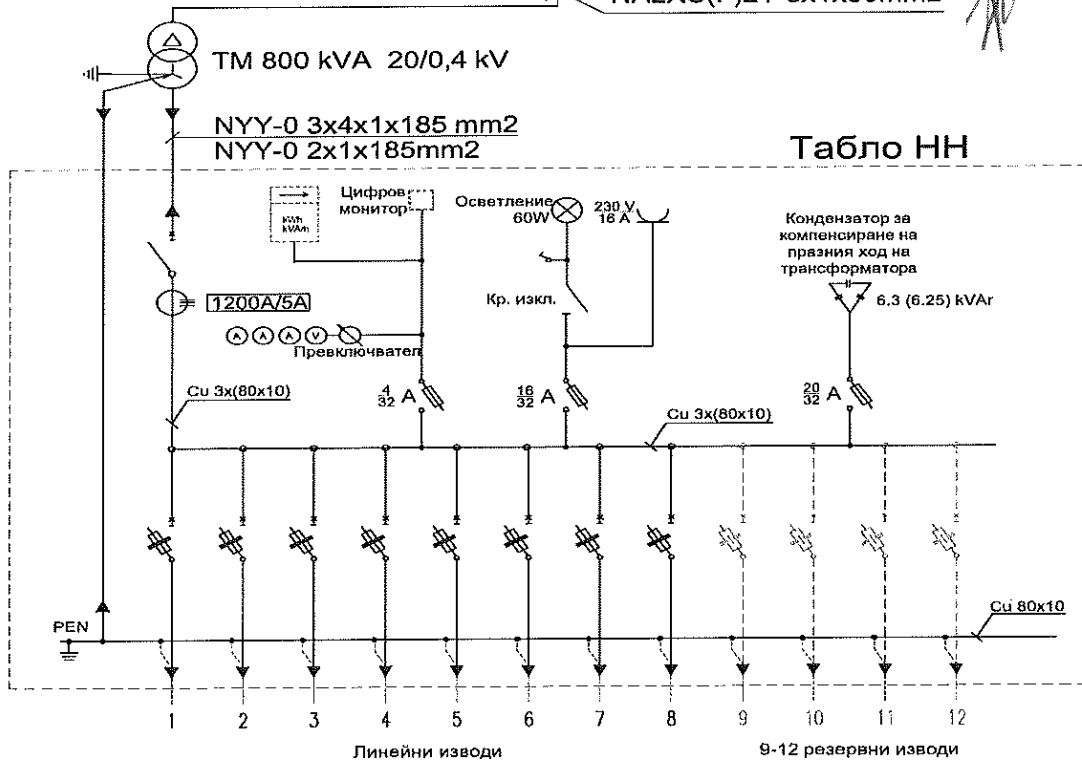 TM 800 kVA 20/0,4 kV
NYY-0 3x4x1x185 mm2
NYY-0 2x1x185mm2
Табло НН
kWh
kVArh
Цифров
монитор
Осветление
60W
230 V
16 A
Кондензатор за
компенсиране на
празния ход на
трансформатора
6.3 (6.25) kVAr
Кр. изкл.
1200A/5A
A A A V
Превключвател
4/32 A
16/32 A
20/32 A
Cu 3x(80x10)
Cu 3x(80x10)
PEN
Cu 80x10
1 2 3 4 5 6 7 8 9 10 11 12
Линейни изводи
9-12 резервни изводи